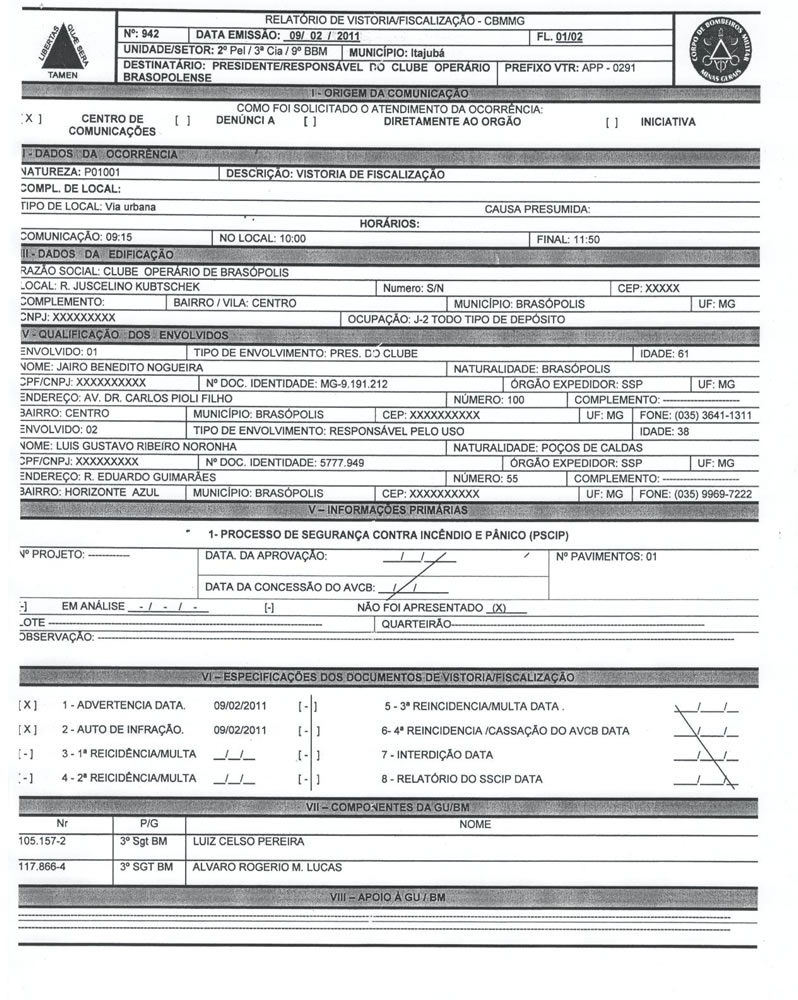 LIBERTAS QUÆ SERA
TAMEN
RELATÓRIO DE VISTORIA/FISCALIZAÇÃO - CBMMG
Nº: 942 DATA EMISSÃO: 09/ 02 / 2011 FL. 01/02
UNIDADE/SETOR: 2º Pel / 3ª Cia / 9º BBM MUNICÍPIO: Itajubá
DESTINATÁRIO: PRESIDENTE/RESPONSÁVEL DO CLUBE OPERÁRIO BRASOPOLENSE PREFIXO VTR: APP - 0291
CORPO DE BOMBEIROS MILITAR
MINAS GERAIS
I - ORIGEM DA COMUNICAÇÃO
COMO FOI SOLICITADO O ATENDIMENTO DA OCORRÊNCIA:
[ X ] CENTRO DE COMUNICAÇÕES [ ] DENÚNCI A [ ] DIRETAMENTE AO ORGÃO [ ] INICIATIVA
I - DADOS DA OCORRÊNCIA
NATUREZA: P01001 DESCRIÇÃO: VISTORIA DE FISCALIZAÇÃO
COMPL. DE LOCAL:
TIPO DE LOCAL: Via urbana CAUSA PRESUMIDA:
HORÁRIOS:
COMUNICAÇÃO: 09:15 NO LOCAL: 10:00 FINAL: 11:50
III - DADOS DA EDIFICAÇÃO
RAZÃO SOCIAL: CLUBE OPERÁRIO DE BRASÓPOLIS
LOCAL: R. JUSCELINO KUBTSCHEK Numero: S/N CEP: XXXXX
COMPLEMENTO: BAIRRO / VILA: CENTRO MUNICÍPIO: BRASÓPOLIS UF: MG
CNPJ: XXXXXXXXX OCUPAÇÃO: J-2 TODO TIPO DE DEPÓSITO
V - QUALIFICAÇÃO DOS ENVOLVIDOS
ENVOLVIDO: 01 TIPO DE ENVOLVIMENTO: PRES. DO CLUBE IDADE: 61
NOME: JAIRO BENEDITO NOGUEIRA NATURALIDADE: BRASÓPOLIS
CPF/CNPJ: XXXXXXXXXX Nº DOC. IDENTIDADE: MG-9.191.212 ÓRGÃO EXPEDIDOR: SSP UF: MG
ENDEREÇO: AV. DR. CARLOS PIOLI FILHO NÚMERO: 100 COMPLEMENTO: ------------------
BAIRRO: CENTRO MUNICÍPIO: BRASÓPOLIS CEP: XXXXXXXXXX UF: MG FONE: (035) 3641-1311
ENVOLVIDO: 02 TIPO DE ENVOLVIMENTO: RESPONSÁVEL PELO USO IDADE: 38
NOME: LUIS GUSTAVO RIBEIRO NORONHA NATURALIDADE: POÇOS DE CALDAS
CPF/CNPJ: XXXXXXXXX Nº DOC. IDENTIDADE: 5777.949 ÓRGÃO EXPEDIDOR: SSP UF: MG
ENDEREÇO: R. EDUARDO GUIMARÃES NÚMERO: 55 COMPLEMENTO: ------------------
BAIRRO: HORIZONTE AZUL MUNICÍPIO: BRASÓPOLIS CEP: XXXXXXXXXX UF: MG FONE: (035) 9969-7222
V – INFORMAÇÕES PRIMÁRIAS
1- PROCESSO DE SEGURANÇA CONTRA INCÊNDIO E PÂNICO (PSCIP)
Nº PROJETO: ---------- DATA. DA APROVAÇÃO: __/__/__ Nº PAVIMENTOS: 01
DATA DA CONCESSÃO DO AVCB: __/__/__
-] EM ANÁLISE _ - / - / - [-] NÃO FOI APRESENTADO _(X)_
LOTE ------------------ QUARTEIRÃO------------------
OBSERVAÇÃO: ------------------
VI – ESPECIFICAÇÕES DOS DOCUMENTOS DE VISTORIA/FISCALIZAÇÃO
[ X ] 1 - ADVERTENCIA DATA. 09/02/2011 [ - ] 5 - 3ª REINCIDENCIA/MULTA DATA . __/__/__
[ X ] 2 - AUTO DE INFRAÇÃO. 09/02/2011 [ - ] 6- 4ª REINCIDENCIA /CASSAÇÃO DO AVCB DATA __/__/__
[ - ] 3 - 1ª REICIDÊNCIA/MULTA __/__/__ [ - ] 7 - INTERDIÇÃO DATA __/__/__
[ - ] 4 - 2ª REICIDÊNCIA/MULTA __/__/__ [ - ] 8 - RELATÓRIO DO SSCIP DATA __/__/__
VII – COMPONENTES DA GU/BM
Nr P/G NOME
105.157-2 3º Sgt BM LUIZ CELSO PEREIRA
117.866-4 3º SGT BM ALVARO ROGERIO M. LUCAS
VIII – APOIO À GU / BM